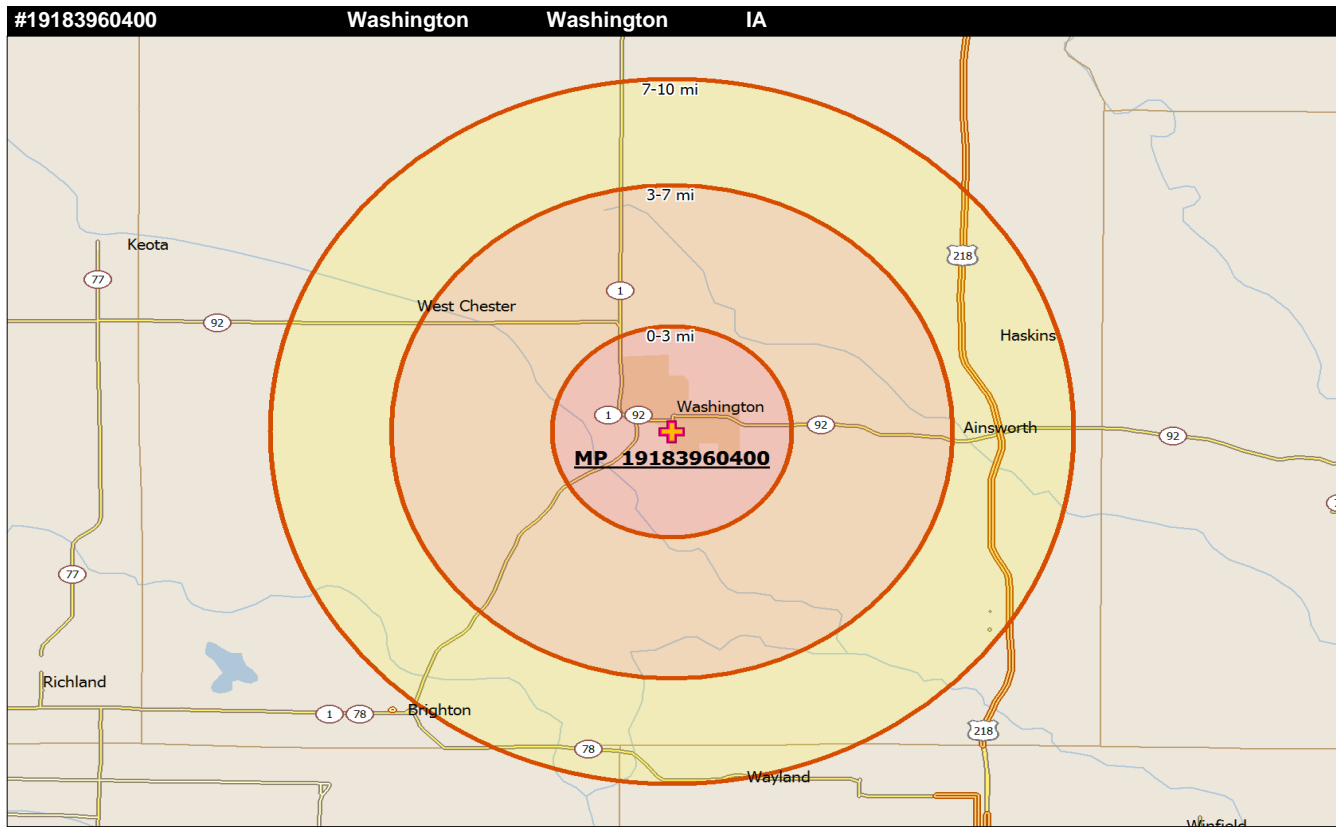 #19183960400 Washington Washington IA
7-10 mi
3-7 mi
Keota
218
77
1
West Chester
92
0-3 mi
Haskins
Washington
1 92
92
Ainsworth
92
MP 19183960400
77
Richland
Brighton
1 78
218
78
Wayland
Winfield